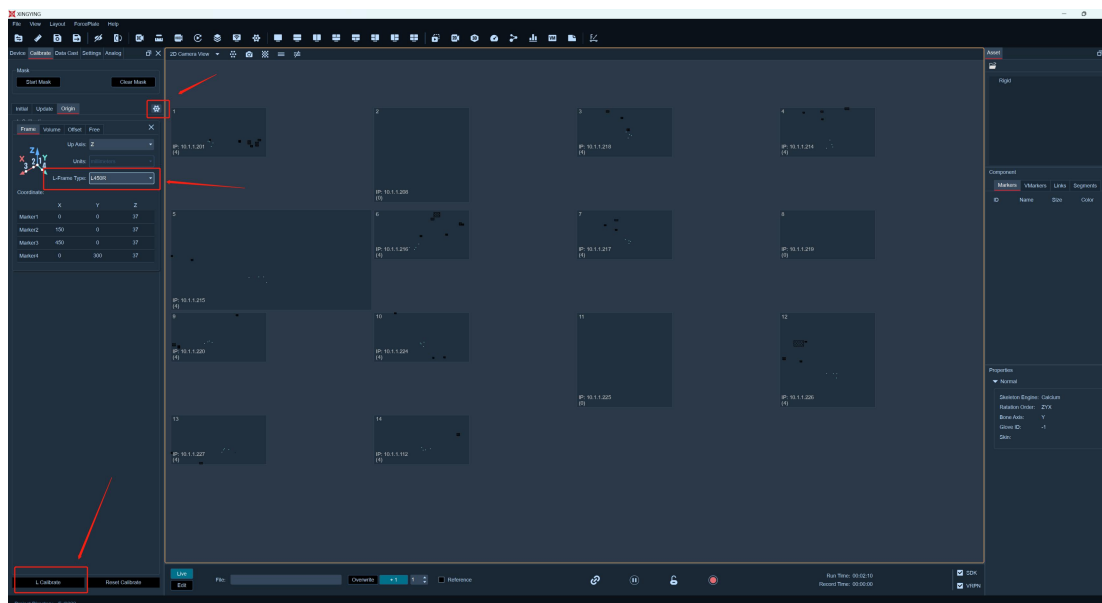 XINGYING
File View Layout ForcePlate Help
Device Calibrate Data Cast Settings Analog
2D Camera View
Asset
Mask
Start Mask Clear Mask
Rigid
Initial Update Origin
Frame Volume Offset Free
Up Axis: Z
Units:
L-Frame Type:
Z
X Y
3 2 1 4
Coordinate:
X Y Z
Marker1 0 0 37
Marker2 150 0 37
Marker3 450 0 37
Marker4 0 300 37
1
IP: 10.1.1.201
(4)
2
IP: 10.1.1.208
(0)
3
IP: 10.1.1.210
(4)
4
IP: 10.1.1.214
(4)
5
IP: 10.1.1.215
(4)
6
IP: 10.1.1.216
(4)
7
IP: 10.1.1.217
(4)
8
IP: 10.1.1.219
(0)
9
IP: 10.1.1.220
(4)
10
IP: 10.1.1.224
(4)
11
IP: 10.1.1.225
(0)
12
IP: 10.1.1.226
(4)
13
IP: 10.1.1.227
(4)
14
IP: 10.1.1.112
(4)
Component
Markers VMarkers Links Segments
ID Name Size Color
Properties
Normal
Skeleton Engine: Calcium
Ratation Order: ZYX
Bone Axis: Y
Glove ID: -1
Skin:
L Calibrate Reset Calibrate
Live
Edit
File:
Overwrite + 1 1 Reference
Run Time: 00:02:10
Record Time: 00:00:00
SDK
VRPN